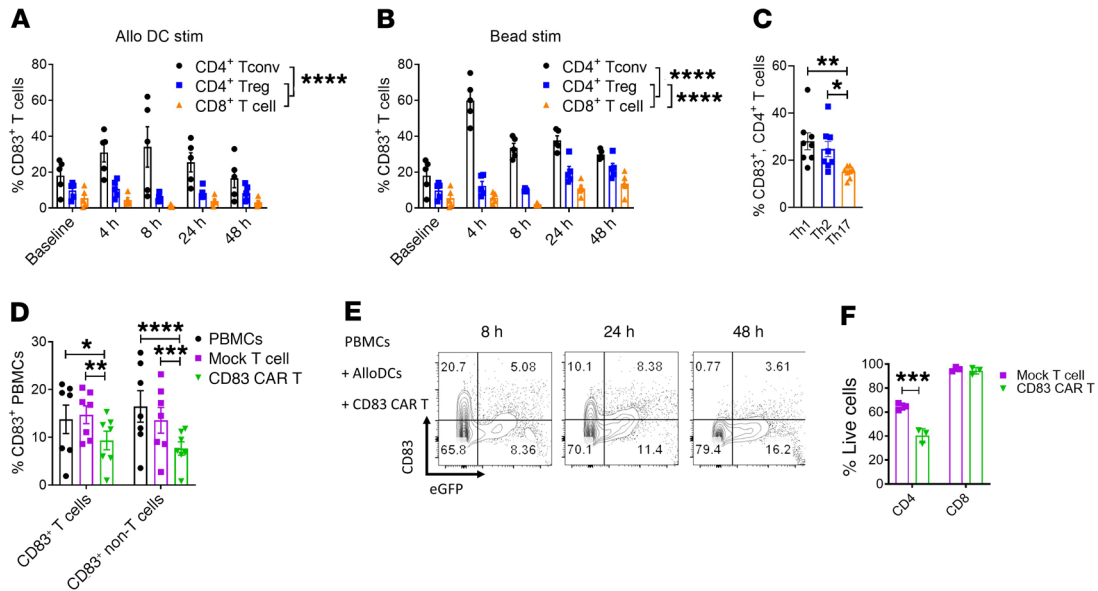 A
Allo DC stim
% CD83+ T cells
80
60
40
20
0
Baseline
4 h
8 h
24 h
48 h
CD4+ Tconv
CD4+ Treg
CD8+ T cell
****
B
Bead stim
% CD83+ T cells
80
60
40
20
0
Baseline
4 h
8 h
24 h
48 h
CD4+ Tconv
CD4+ Treg
CD8+ T cell
****
****
C
% CD83+, CD4+ T cells
60
40
20
0
Th1
Th2
Th17
**
*
D
% CD83+ PBMCs
30
20
10
0
CD83+ T cells
CD83+ non-T cells
*
**
****
***
PBMCs
Mock T cell
CD83 CAR T
E
8 h
24 h
48 h
PBMCs
+ AlloDCs
+ CD83 CAR T
20.7
5.08
65.8
8.36
10.1
8.38
70.1
11.4
0.77
3.61
79.4
16.2
CD83
eGFP
F
% Live cells
100
80
60
40
20
0
CD4
CD8
***
Mock T cell
CD83 CAR T